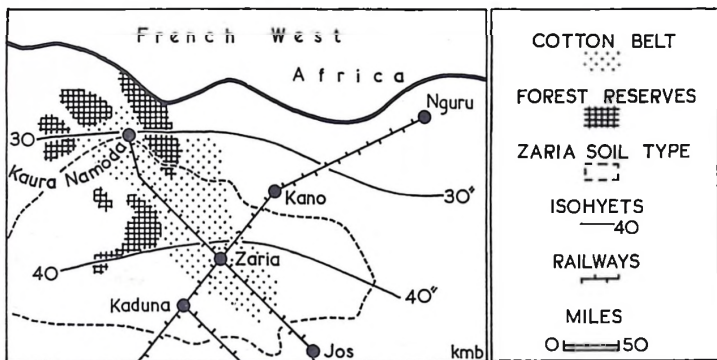 French West
Africa
Nguru
30
Kaura Namoda
Kano
30"
40
Zaria
40"
Kaduna
Jos
kmb
COTTON BELT
FOREST RESERVES
ZARIA SOIL TYPE
ISOHYETS
40
RAILWAYS
MILES
0 50